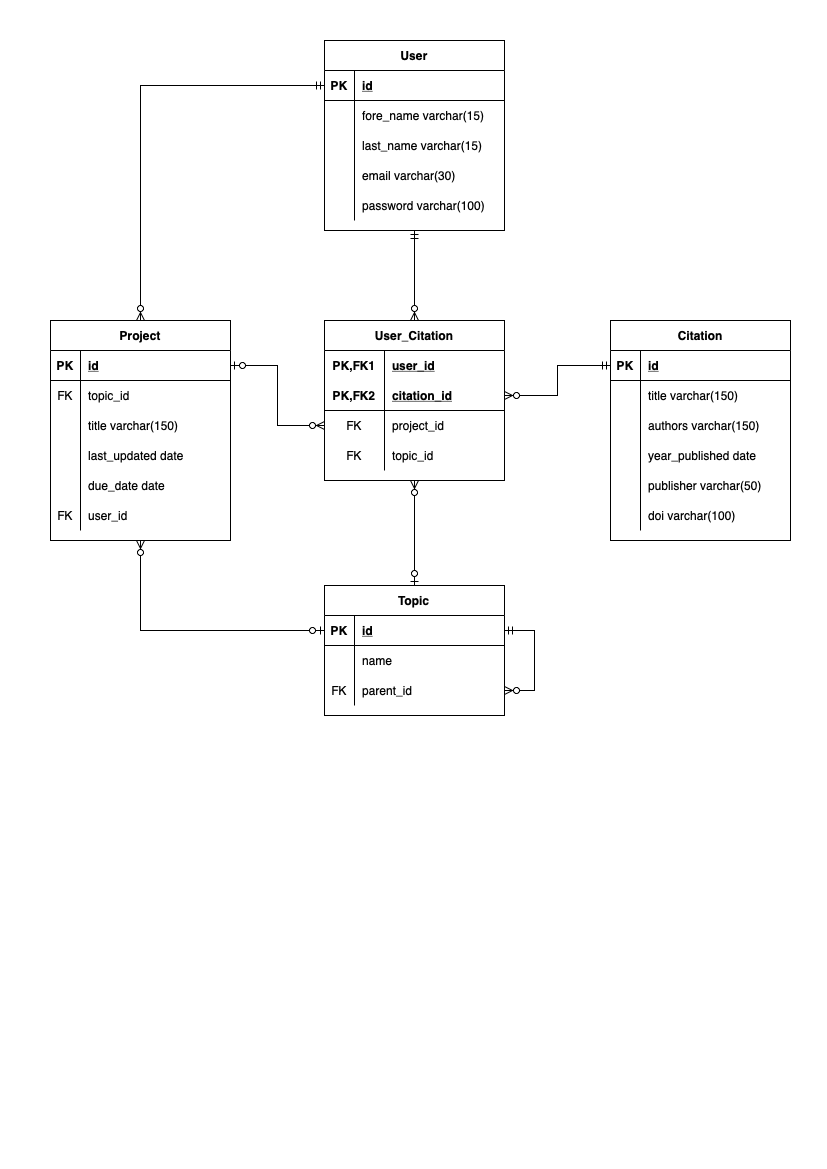 User
PK id
fore_name varchar(15)
last_name varchar(15)
email varchar(30)
password varchar(100)
Project
PK id
FK topic_id
title varchar(150)
last_updated date
due_date date
FK user_id
User_Citation
PK,FK1 user_id
PK,FK2 citation_id
FK project_id
FK topic_id
Citation
PK id
title varchar(150)
authors varchar(150)
year_published date
publisher varchar(50)
doi varchar(100)
Topic
PK id
name
FK parent_id